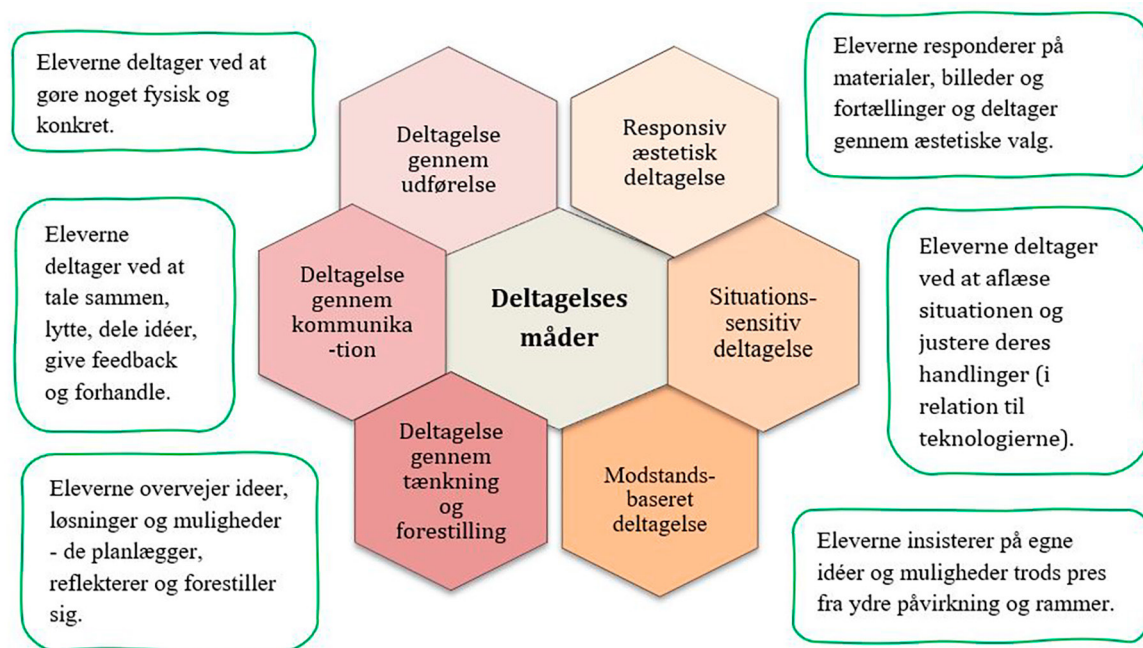 Eleverne deltager ved at
gøre noget fysisk og
konkret.
Deltagelse
gennem
udførelse
Responsiv
æstetisk
deltagelse
Eleverne responderer på
materialer, billeder og
fortællinger og deltager
gennem æstetiske valg.
Eleverne
deltager ved at
tale sammen,
lytte, dele idéer,
give feedback
og forhandle.
Deltagelse
gennem
kommunika
-tion
Deltagelses
måder
Situations-
sensitiv
deltagelse
Eleverne deltager
ved at aflæse
situationen og
justere deres
handlinger (i
relation til
teknologierne).
Eleverne overvejer ideer,
løsninger og muligheder
- de planlægger,
reflekterer og forestiller
sig.
Deltagelse
gennem
tænkning
og
forestilling
Modstands-
baseret
deltagelse
Eleverne insisterer på egne
idéer og muligheder trods pres
fra ydre påvirkning og rammer.